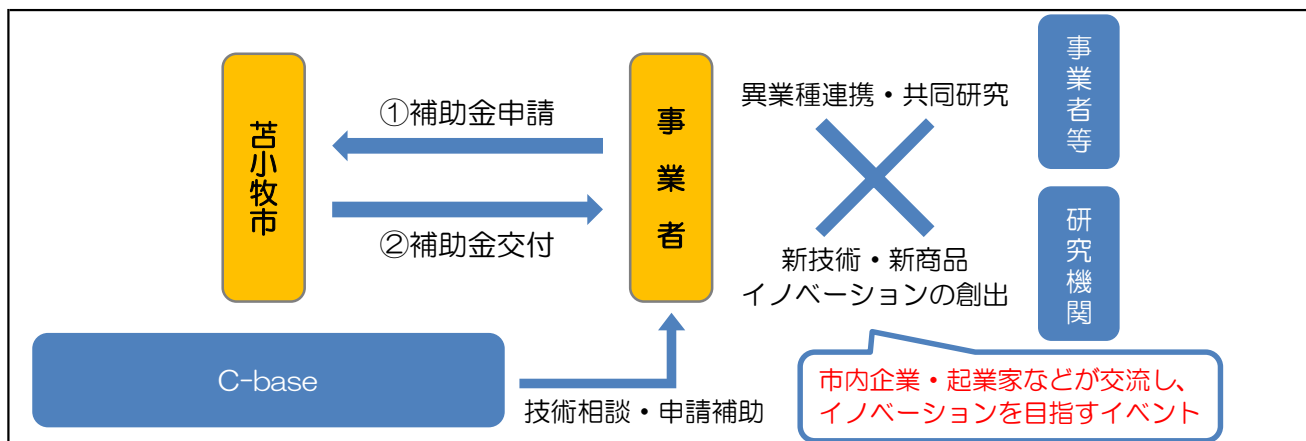 苫小牧市
①補助金申請
②補助金交付
事業者
異業種連携・共同研究
新技術・新商品
イノベーションの創出
事業者等
研究機関
C-base
技術相談・申請補助
市内企業・起業家などが交流し、
イノベーションを目指すイベント